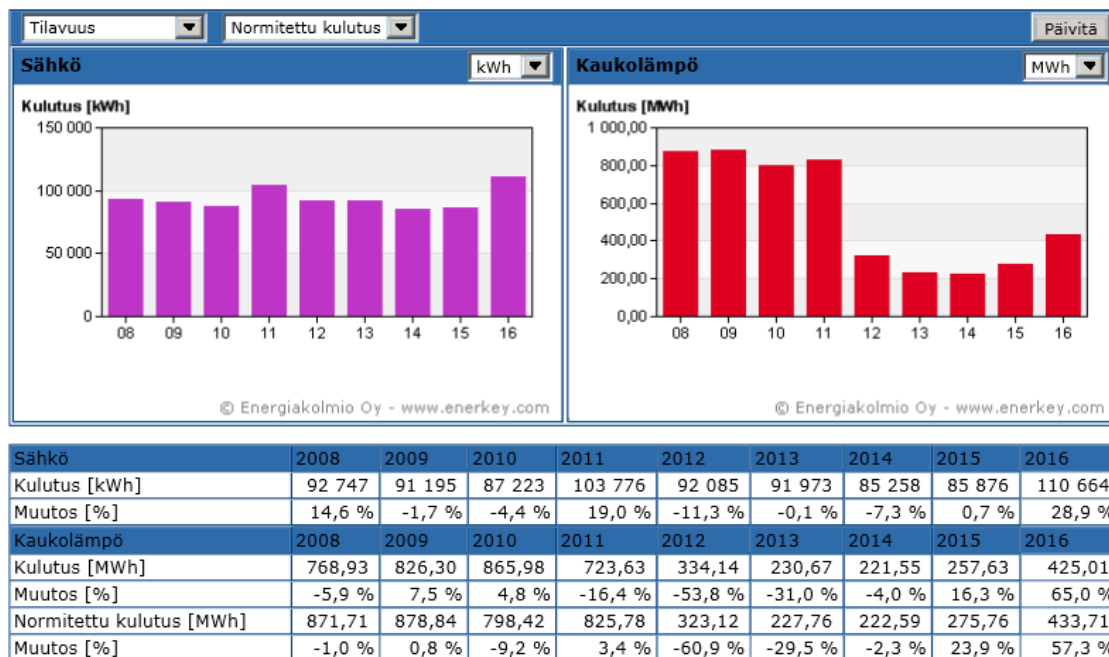 Tilavuus Normitettu kulutus Päivitä
Sähkö kWh
Kulutus [kWh]
150 000
100 000
50 000
0
08 09 10 11 12 13 14 15 16
© Energiakolmio Oy - www.enerkey.com
Kaukolämpö MWh
Kulutus [MWh]
1 000,00
800,00
600,00
400,00
200,00
0,00
08 09 10 11 12 13 14 15 16
© Energiakolmio Oy - www.enerkey.com
Sähkö 2008 2009 2010 2011 2012 2013 2014 2015 2016
Kulutus [kWh] 92 747 91 195 87 223 103 776 92 085 91 973 85 258 85 876 110 664
Muutos [%] 14,6 % -1,7 % -4,4 % 19,0 % -11,3 % -0,1 % -7,3 % 0,7 % 28,9 %
Kaukolämpö 2008 2009 2010 2011 2012 2013 2014 2015 2016
Kulutus [MWh] 768,93 826,30 865,98 723,63 334,14 230,67 221,55 257,63 425,01
Muutos [%] -5,9 % 7,5 % 4,8 % -16,4 % -53,8 % -31,0 % -4,0 % 16,3 % 65,0 %
Normitettu kulutus [MWh] 871,71 878,84 798,42 825,78 323,12 227,76 222,59 275,76 433,71
Muutos [%] -1,0 % 0,8 % -9,2 % 3,4 % -60,9 % -29,5 % -2,3 % 23,9 % 57,3 %